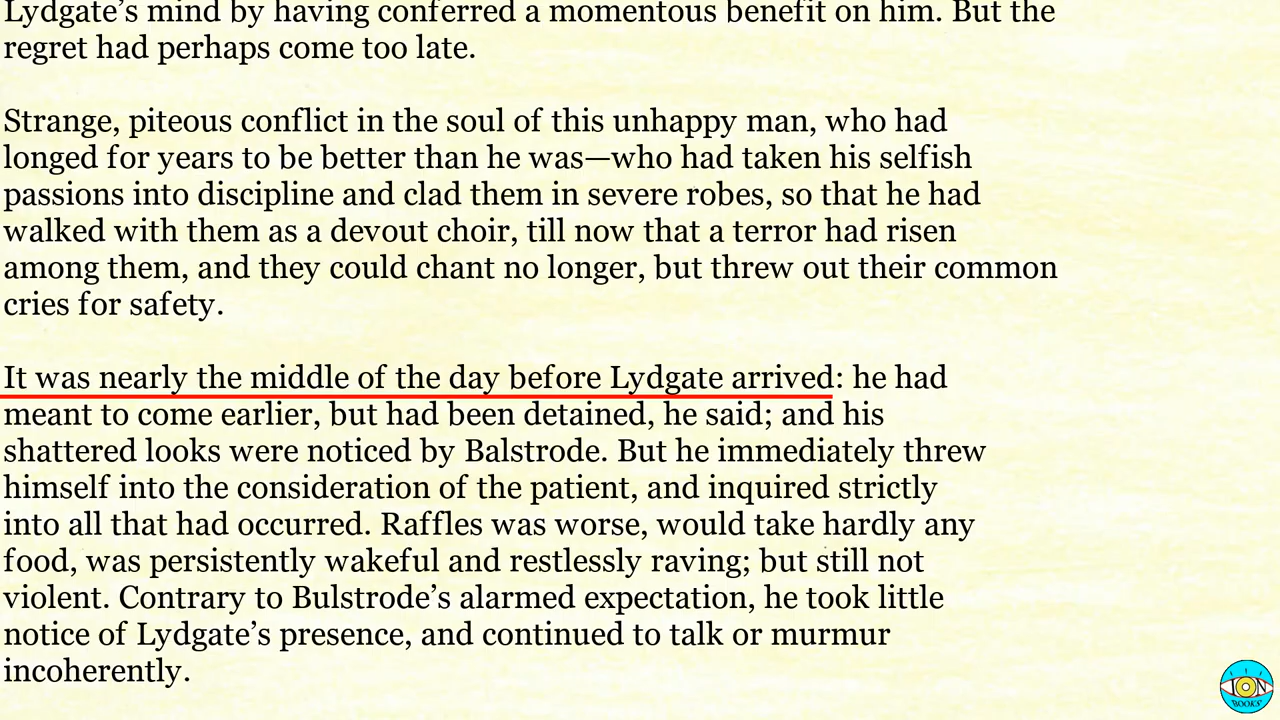 Lydgate’s mind by having conferred a momentous benefit on him. But the
regret had perhaps come too late.
Strange, piteous conflict in the soul of this unhappy man, who had
longed for years to be better than he was—who had taken his selfish
passions into discipline and clad them in severe robes, so that he had
walked with them as a devout choir, till now that a terror had risen
among them, and they could chant no longer, but threw out their common
cries for safety.
It was nearly the middle of the day before Lydgate arrived: he had
meant to come earlier, but had been detained, he said; and his
shattered looks were noticed by Balstrode. But he immediately threw
himself into the consideration of the patient, and inquired strictly
into all that had occurred. Raffles was worse, would take hardly any
food, was persistently wakeful and restlessly raving; but still not
violent. Contrary to Bulstrode’s alarmed expectation, he took little
notice of Lydgate’s presence, and continued to talk or murmur
incoherently.
ION
BOOKS